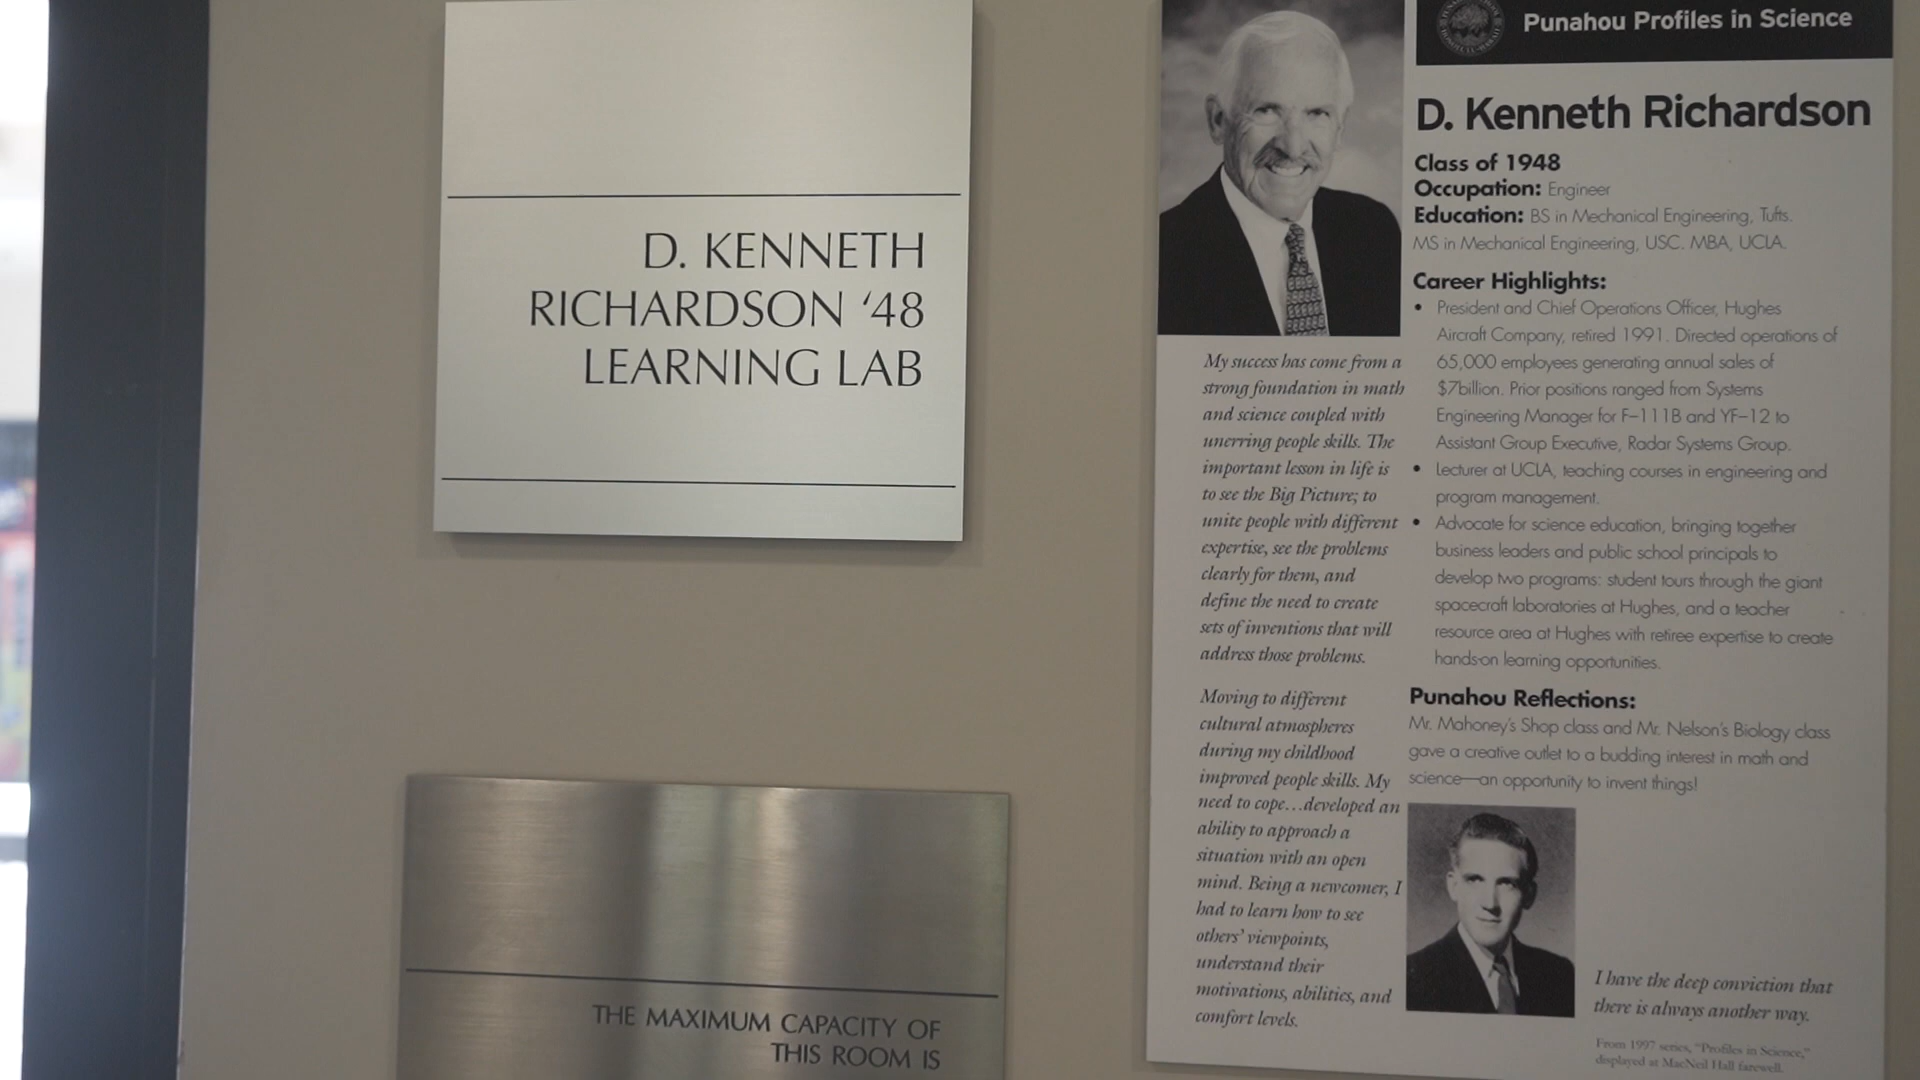 D. KENNETH
RICHARDSON ‘48
LEARNING LAB
THE MAXIMUM CAPACITY OF
THIS ROOM IS
Punahou Profiles in Science
D. Kenneth Richardson
Class of 1948
Occupation: Engineer
Education: BS in Mechanical Engineering, Tufts.
MS in Mechanical Engineering, USC. MBA, UCLA.
Career Highlights:
• President and Chief Operations Officer, Hughes
Aircraft Company, retired 1991. Directed operations of
65,000 employees generating annual sales of
$7billion. Prior positions ranged from Systems
Engineering Manager for F–111B and YF–12 to
Assistant Group Executive, Radar Systems Group.
• Lecturer at UCLA, teaching courses in engineering and
program management.
• Advocate for science education, bringing together
business leaders and public school principals to
develop two programs: student tours through the giant
spacecraft laboratories at Hughes, and a teacher
resource area at Hughes with retiree expertise to create
hands-on learning opportunities.
Punahou Reflections:
Mr. Mahoney’s Shop class and Mr. Nelson’s Biology class
gave a creative outlet to a budding interest in math and
science—an opportunity to invent things!
My success has come from a
strong foundation in math
and science coupled with
unerring people skills. The
important lesson in life is
to see the Big Picture; to
unite people with different
expertise, see the problems
clearly for them, and
define the need to create
sets of inventions that will
address those problems.
Moving to different
cultural atmospheres
during my childhood
improved people skills. My
need to cope…developed an
ability to approach a
situation with an open
mind. Being a newcomer, I
had to learn how to see
others’ viewpoints,
understand their
motivations, abilities, and
comfort levels.
I have the deep conviction that
there is always another way.
From 1997 series, “Profiles in Science,”
displayed at MacNeil Hall farewell.